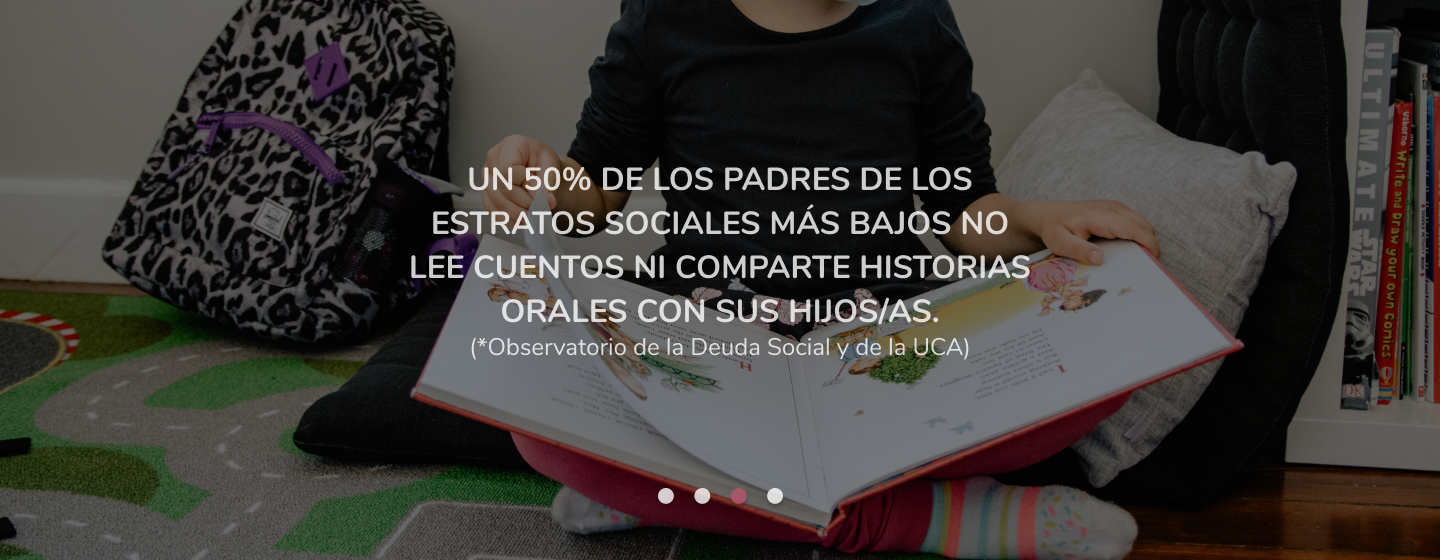 UN 50% DE LOS PADRES DE LOS
ESTRATOS SOCIALES MÁS BAJOS NO
LEE CUENTOS NI COMPARTE HISTORIAS
ORALES CON SUS HIJOS/AS.
(*Observatorio de la Deuda Social y de la UCA)
ULTIMATE STAR WARS
DK
usborne Write and Draw your own Comics